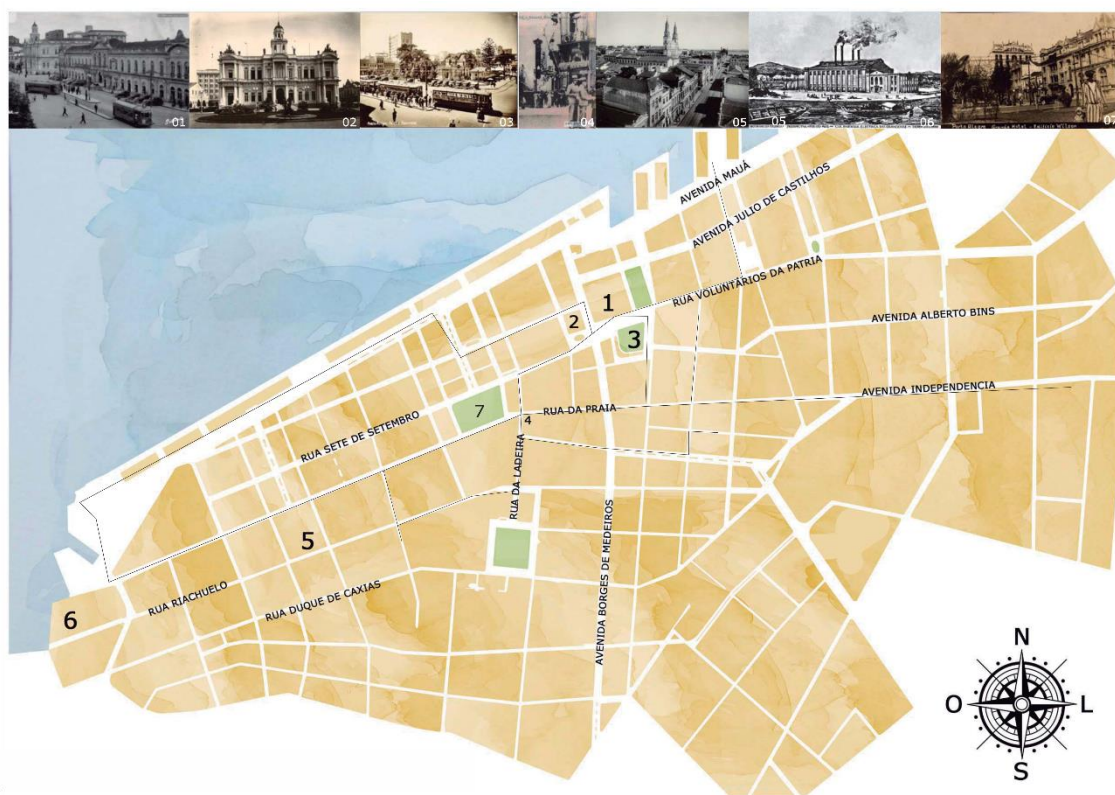 01
02
03
04
05
05
06
07
AVENIDA MAUÁ
AVENIDA JULIO DE CASTILHOS
RUA VOLUNTÁRIOS DA PATRIA
1
2
3
AVENIDA ALBERTO BINS
AVENIDA INDEPENDENCIA
7
RUA DA PRAIA
4
RUA SETE DE SETEMBRO
RUA DA LADEIRA
5
AVENIDA BORGES DE MEDEIROS
RUA RIACHUELO
RUA DUQUE DE CAXIAS
6
N
O
L
S